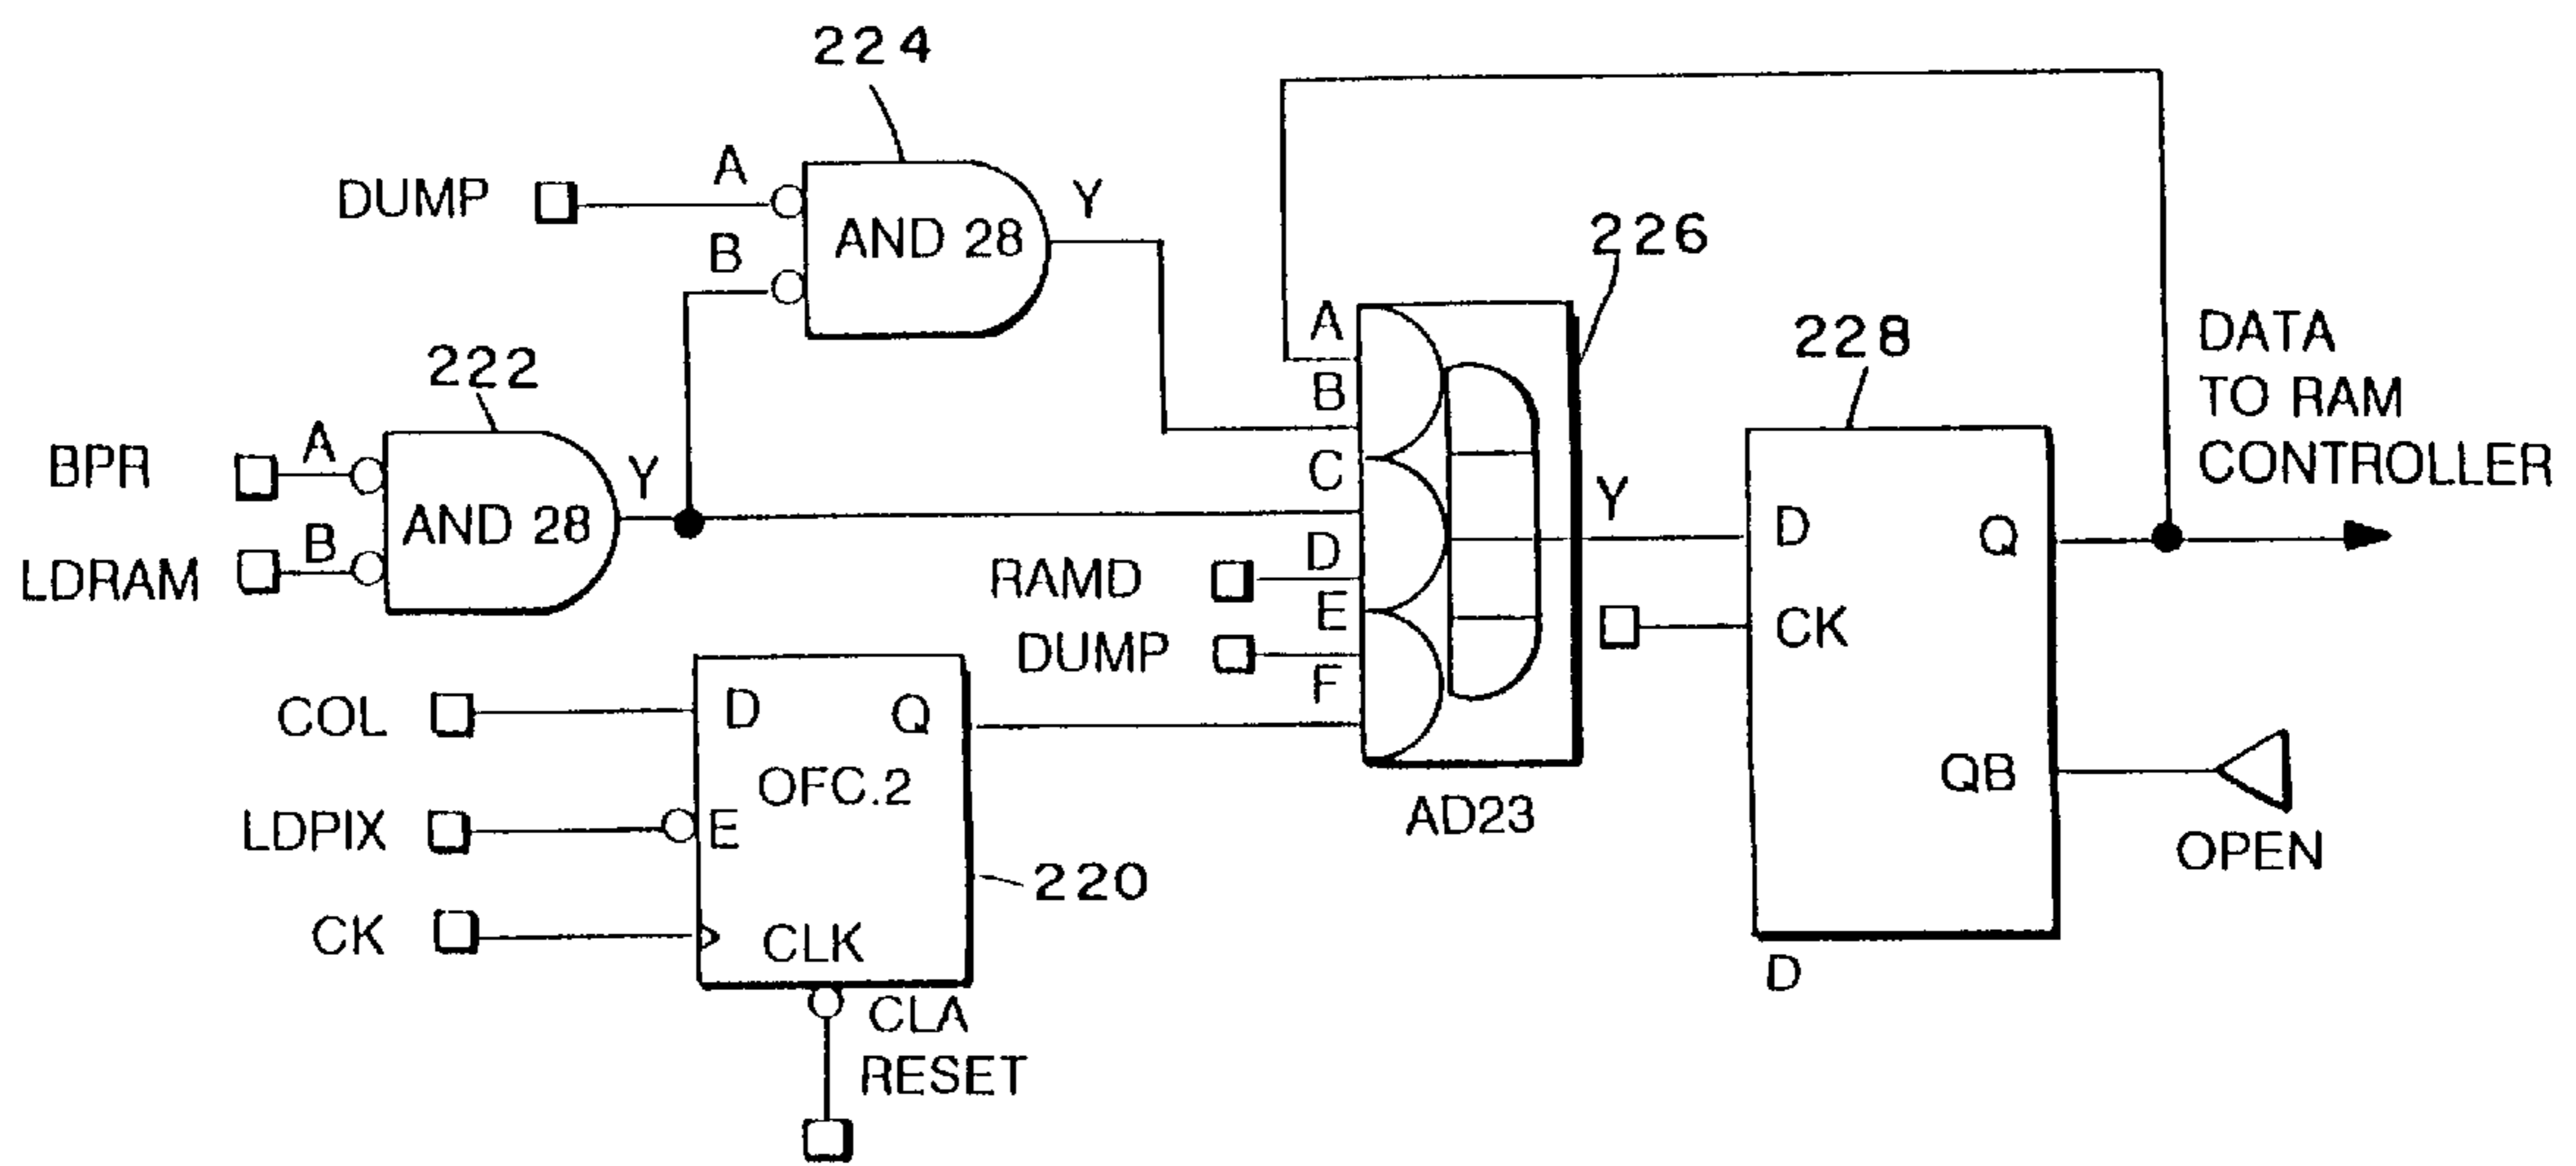 224
DUMP
A
B
AND 28
Y
222
BPR
A
LDRAM
B
AND 28
Y
226
A
B
C
D
E
F
RAMD
DUMP
Y
AD23
228
D
Q
CK
QB
D
DATA
TO RAM
CONTROLLER
OPEN
COL
LDPIX
CK
D
Q
OFC.2
E
CLK
220
CLA
RESET